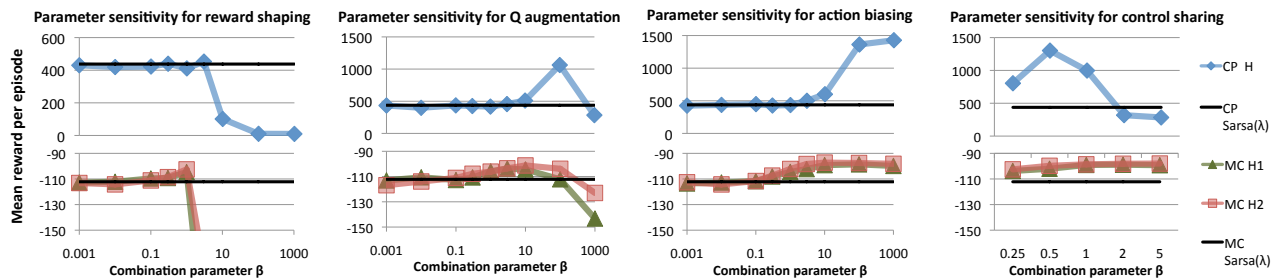 Parameter sensitivity for reward shaping
Parameter sensitivity for Q augmentation
Parameter sensitivity for action biasing
Parameter sensitivity for control sharing
Mean reward per episode
600
400
200
0
-90
-110
-130
-150
0.001 0.1 10 1000
Combination parameter β
1500
1000
500
0
-90
-110
-130
-150
0.001 0.1 10 1000
Combination parameter β
1500
1000
500
0
-90
-110
-130
-150
0.001 0.1 10 1000
Combination parameter β
1500
1000
500
0
-90
-110
-130
-150
0.25 0.5 1 2 5
Combination parameter β
CP H
CP
Sarsa(λ)
MC H1
MC H2
MC
Sarsa(λ)